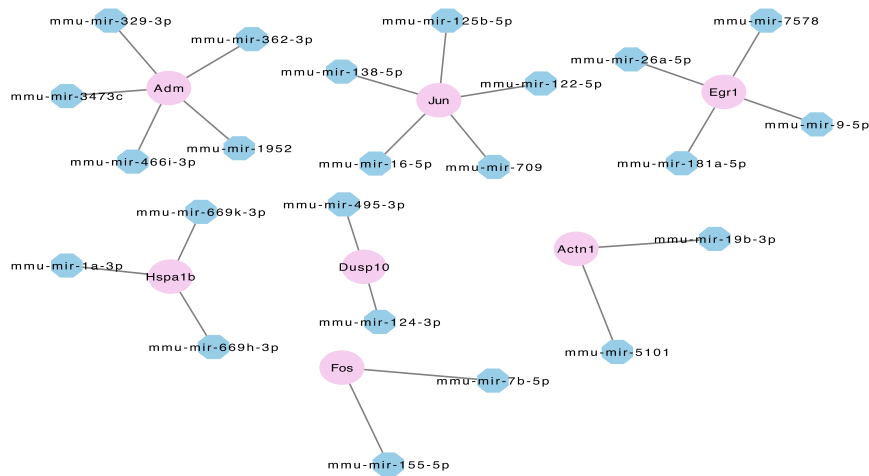 mmu-mir-329-3p
mmu-mir-362-3p
mmu-mir-3473c
Adm
mmu-mir-466i-3p
mmu-mir-1952
mmu-mir-125b-5p
mmu-mir-138-5p
mmu-mir-122-5p
Jun
mmu-mir-16-5p
mmu-mir-709
mmu-mir-7578
mmu-mir-26a-5p
Egr1
mmu-mir-9-5p
mmu-mir-181a-5p
mmu-mir-669k-3p
mmu-mir-1a-3p
Hspa1b
mmu-mir-669h-3p
mmu-mir-495-3p
Dusp10
mmu-mir-124-3p
Actn1
mmu-mir-19b-3p
mmu-mir-5101
Fos
mmu-mir-7b-5p
mmu-mir-155-5p